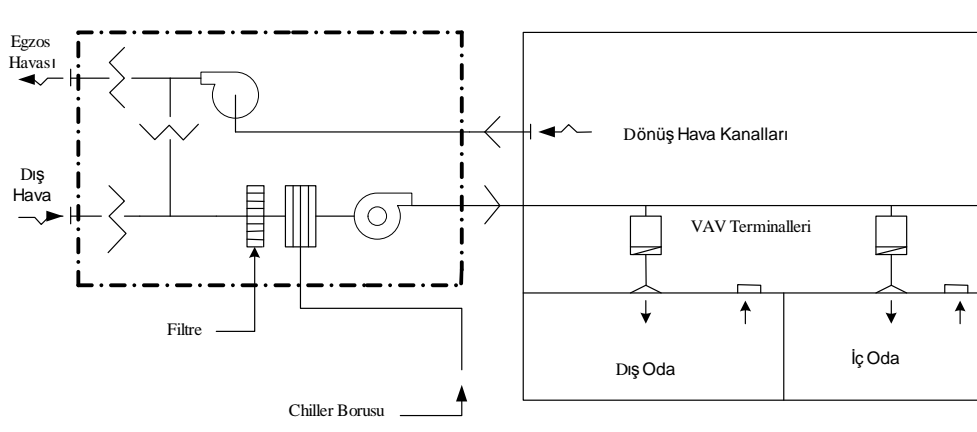 Egzos
Havası
Dönüş Hava Kanalları
Dış
Hava
VAV Terminalleri
Filtre
Dış Oda
İç Oda
Chiller Borusu